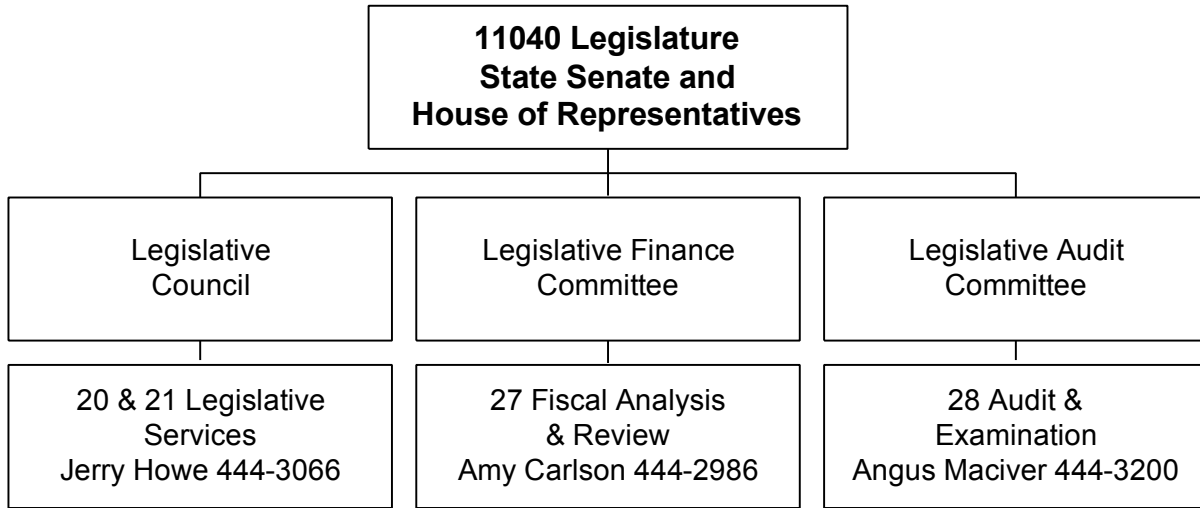 11040 Legislature
State Senate and
House of Representatives
Legislative
Council
Legislative Finance
Committee
Legislative Audit
Committee
20 & 21 Legislative
Services
Jerry Howe 444-3066
27 Fiscal Analysis
& Review
Amy Carlson 444-2986
28 Audit &
Examination
Angus Maciver 444-3200